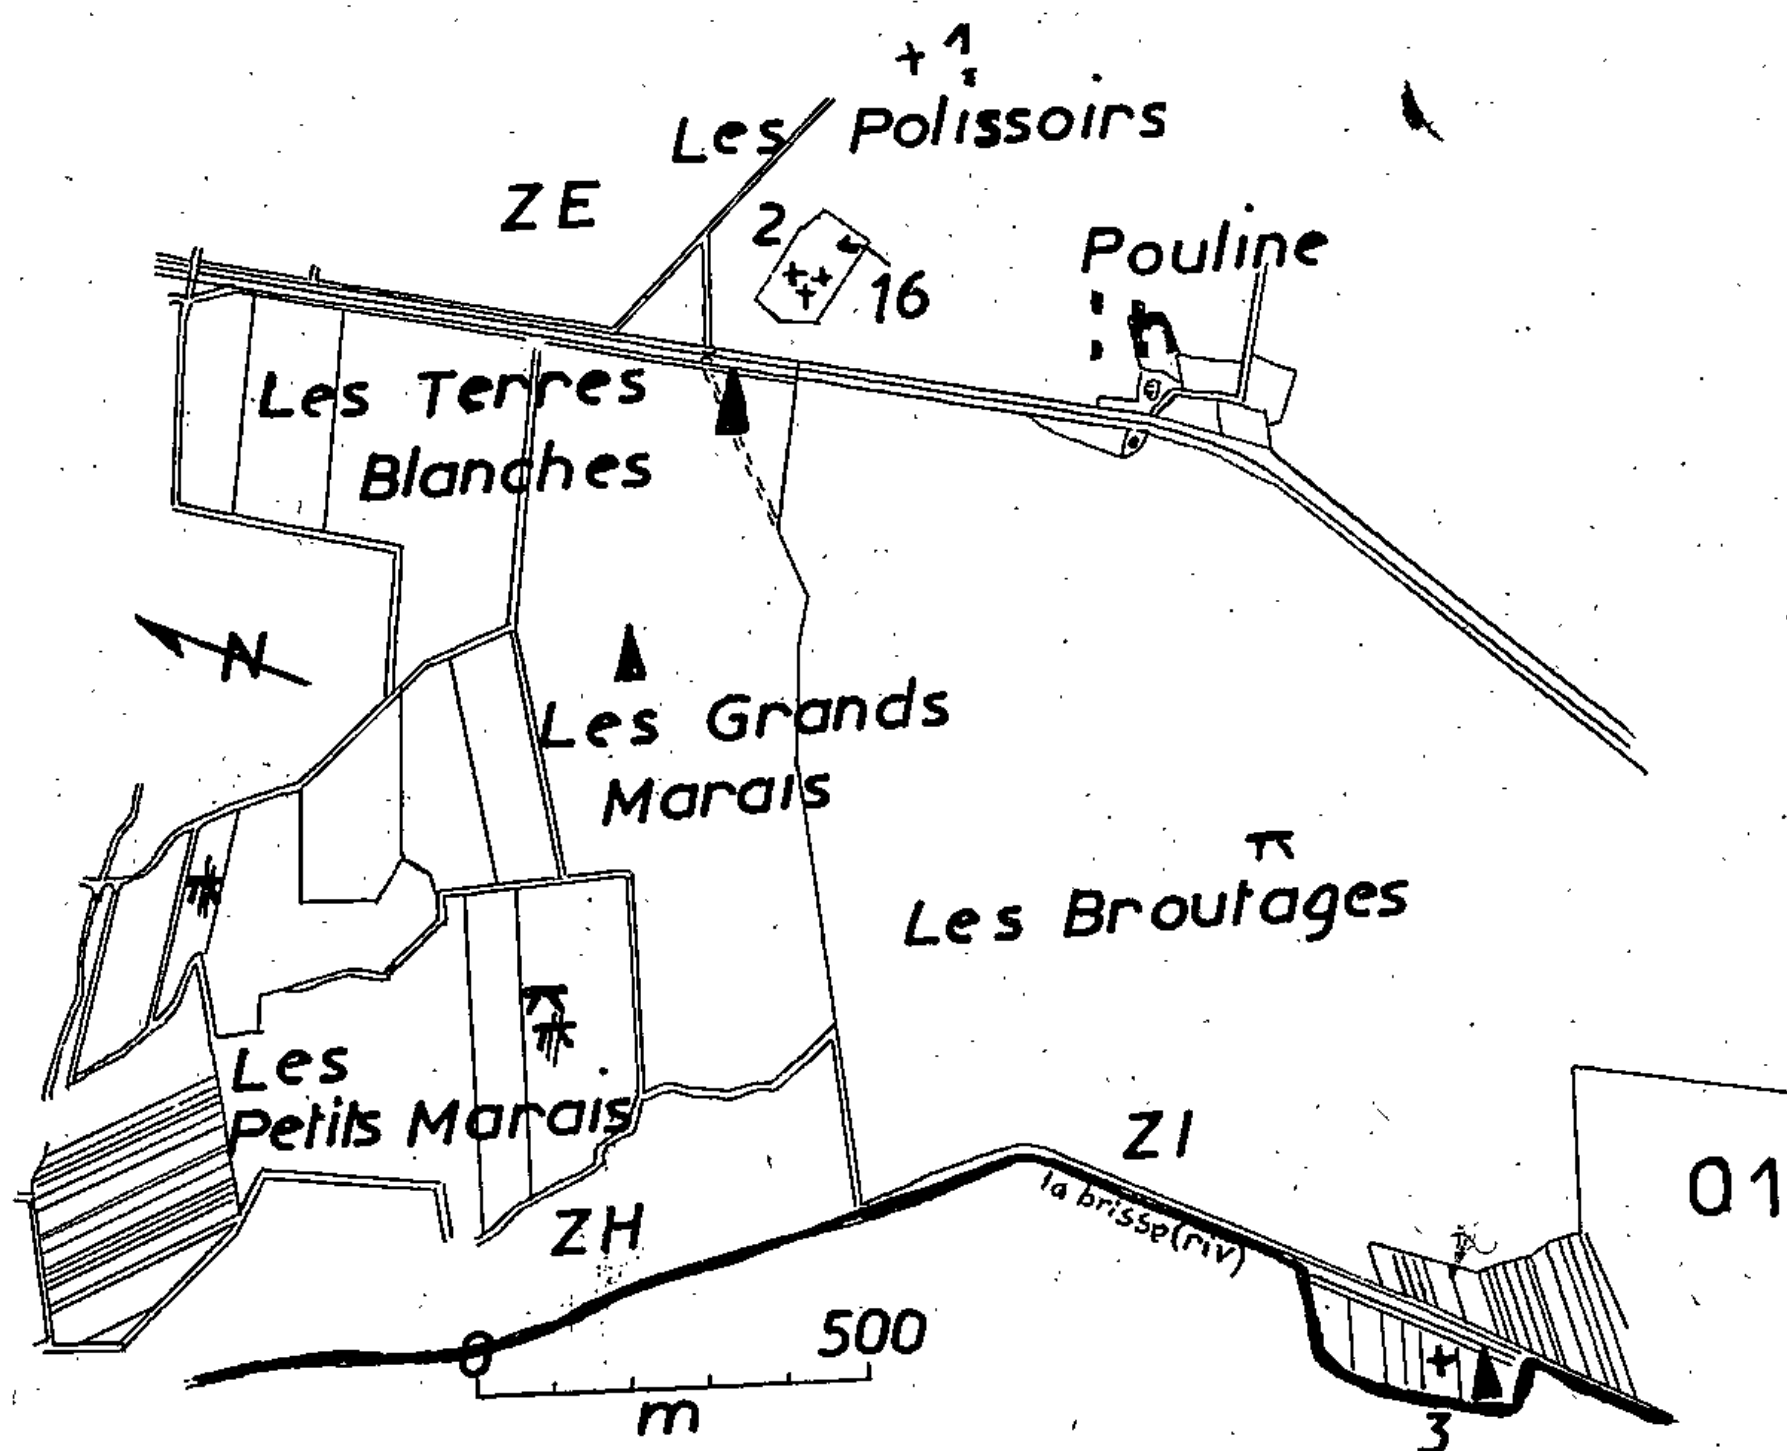 + 1
Les Polissoirs
ZE
2
16
Pouline
Les Terres
Blanches
N
Les Grands
Marais
Les Broutages
Les
Petits Marais
ZI
la brisse (riv)
01
ZH
0
500
m
3